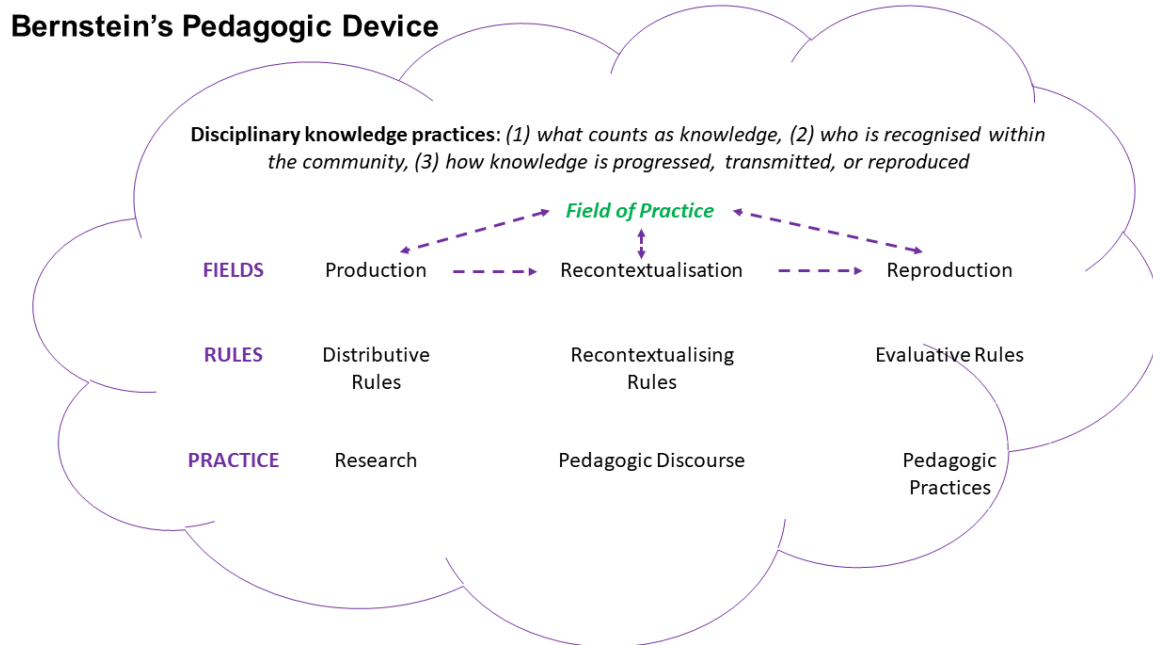 Bernstein's Pedagogic Device
Disciplinary knowledge practices: (1) what counts as knowledge, (2) who is recognised within
the community, (3) how knowledge is progressed, transmitted, or reproduced
Field of Practice
FIELDS Production Recontextualisation Reproduction
RULES Distributive Recontextualising Evaluative Rules
Rules Rules
PRACTICE Research Pedagogic Discourse Pedagogic
Practices